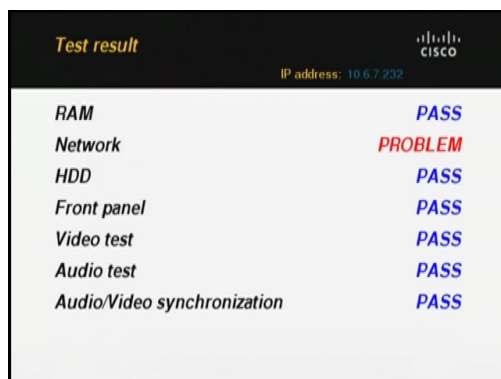 Test result
CISCO
IP address: 10.6.7.232
RAM PASS
Network PROBLEM
HDD PASS
Front panel PASS
Video test PASS
Audio test PASS
Audio/Video synchronization PASS